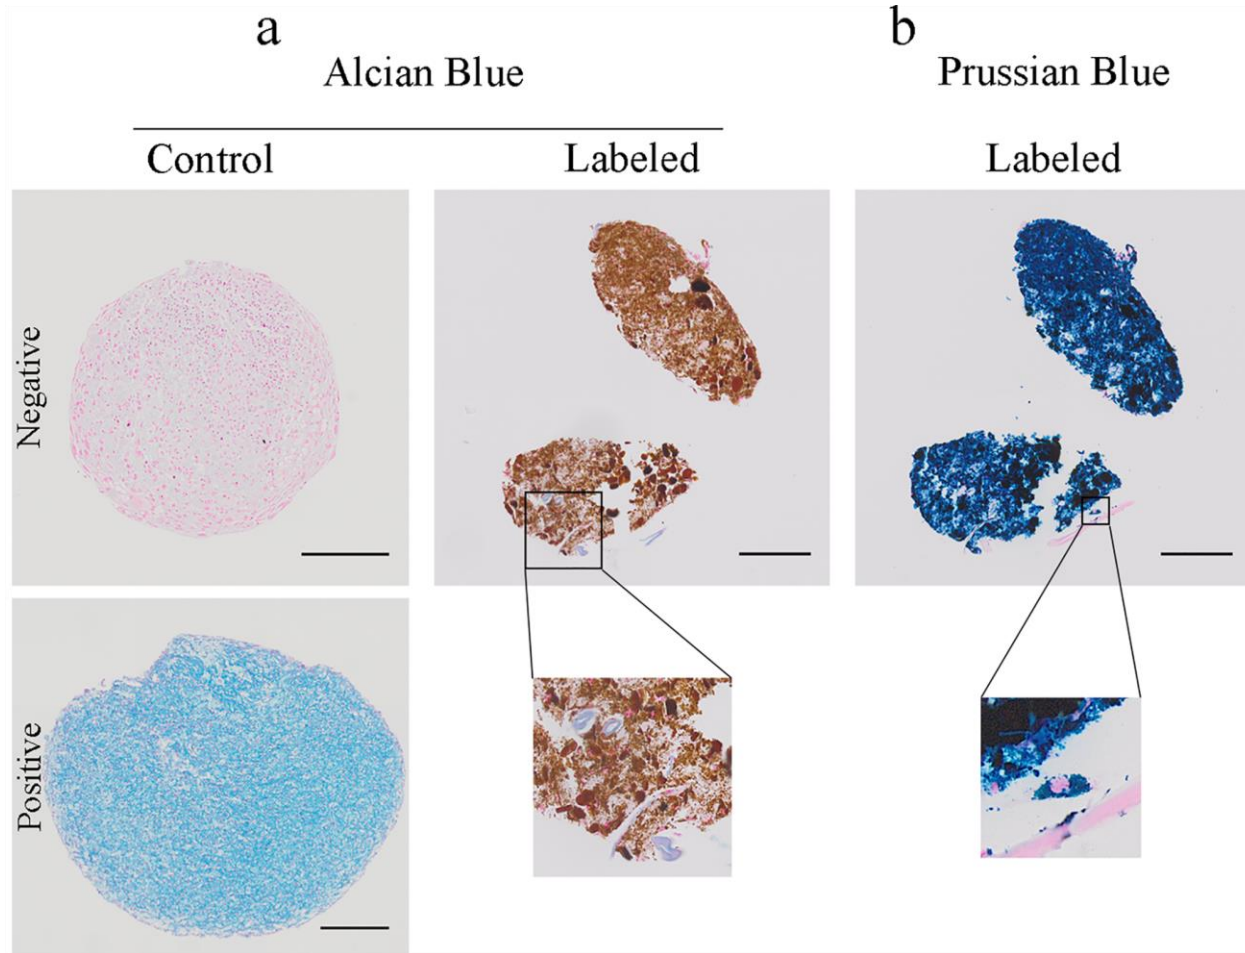 a
b
Alcian Blue
Prussian Blue
Control
Labeled
Labeled
Negative
Positive